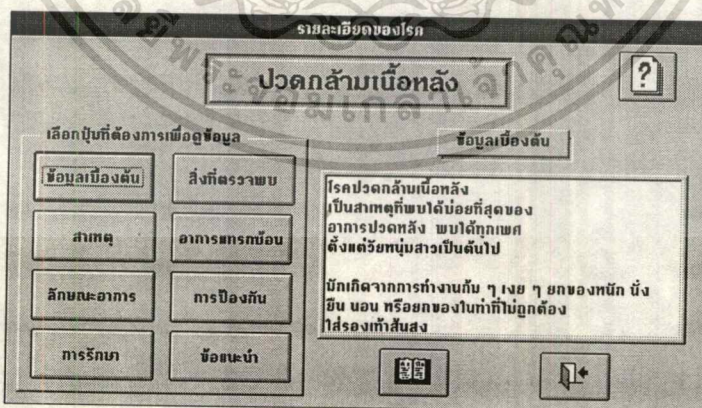 รายละเอียดของโรค
ปวดกล้ามเนื้อหลัง
?
เลือกปุ่มที่ต้องการเพื่อดูข้อมูล
ข้อมูลเบื้องต้น
สิ่งที่ตรวจพบ
สาเหตุ
อาการแทรกซ้อน
ลักษณะอาการ
การป้องกัน
การรักษา
ข้อแนะนำ
ข้อมูลเบื้องต้น
โรคปวดกล้ามเนื้อหลัง
เป็นสาเหตุที่พบได้บ่อยที่สุดของ
อาการปวดหลัง พบได้ทุกเพศ
ตั้งแต่วัยหนุ่มสาวเป็นต้นไป
มักเกิดจากการทำงานก้ม ๆ เงย ๆ ยกของหนัก นั่ง
ยืน นอน หรือยกของในท่าที่ไม่ถูกต้อง
ใส่รองเท้าส้นสูง